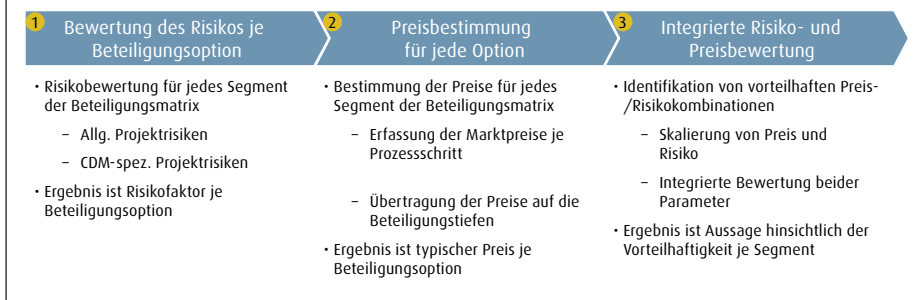 1 Bewertung des Risikos je
Beteiligungsoption
• Risikobewertung für jedes Segment
der Beteiligungsmatrix
– Allg. Projektrisiken
– CDM-spez. Projektrisiken
• Ergebnis ist Risikofaktor je
Beteiligungsoption
2 Preisbestimmung
für jede Option
• Bestimmung der Preise für jedes
Segment der Beteiligungsmatrix
– Erfassung der Marktpreise je
Prozessschritt
– Übertragung der Preise auf die
Beteiligungstiefen
• Ergebnis ist typischer Preis je
Beteiligungsoption
3 Integrierte Risiko- und
Preisbewertung
• Identifikation von vorteilhaften Preis-
/Risikokombinationen
– Skalierung von Preis und
Risiko
– Integrierte Bewertung beider
Parameter
• Ergebnis ist Aussage hinsichtlich der
Vorteilhaftigkeit je Segment